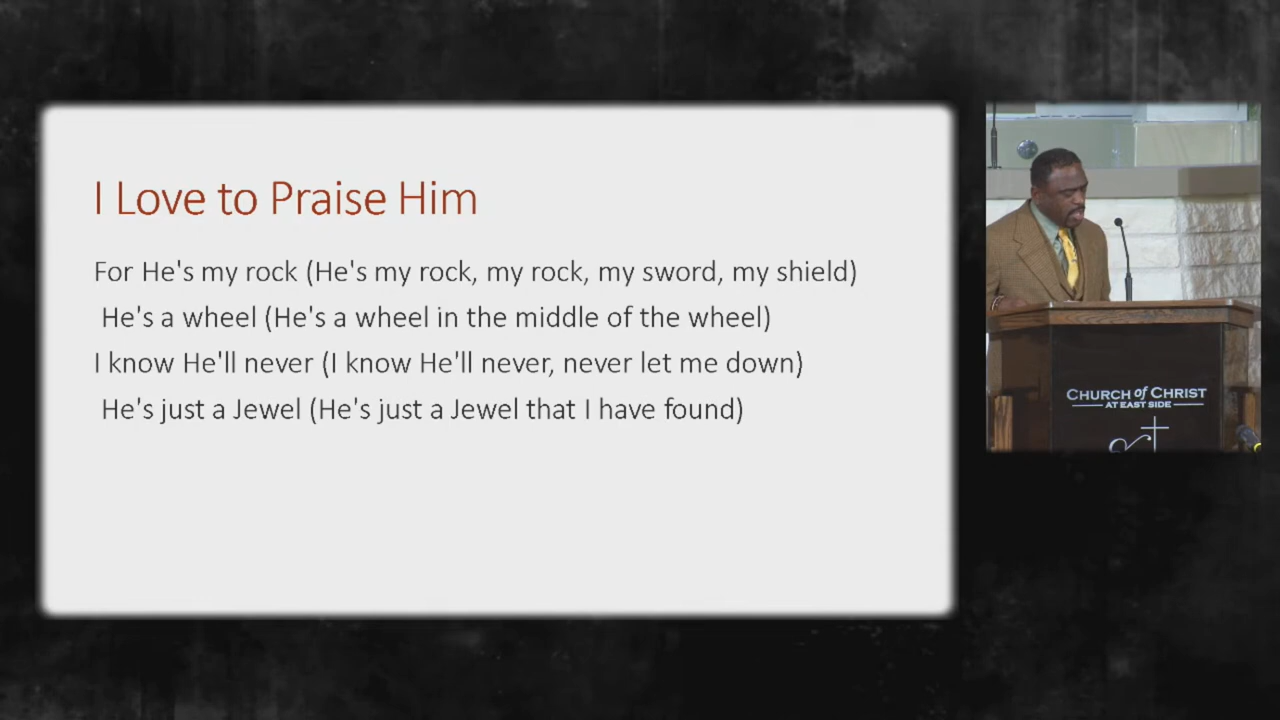 I Love to Praise Him
For He's my rock (He's my rock, my rock, my sword, my shield)
He's a wheel (He's a wheel in the middle of the wheel)
I know He'll never (I know He'll never, never let me down)
He's just a Jewel (He's just a Jewel that I have found)
CHURCH of CHRIST
AT EAST SIDE